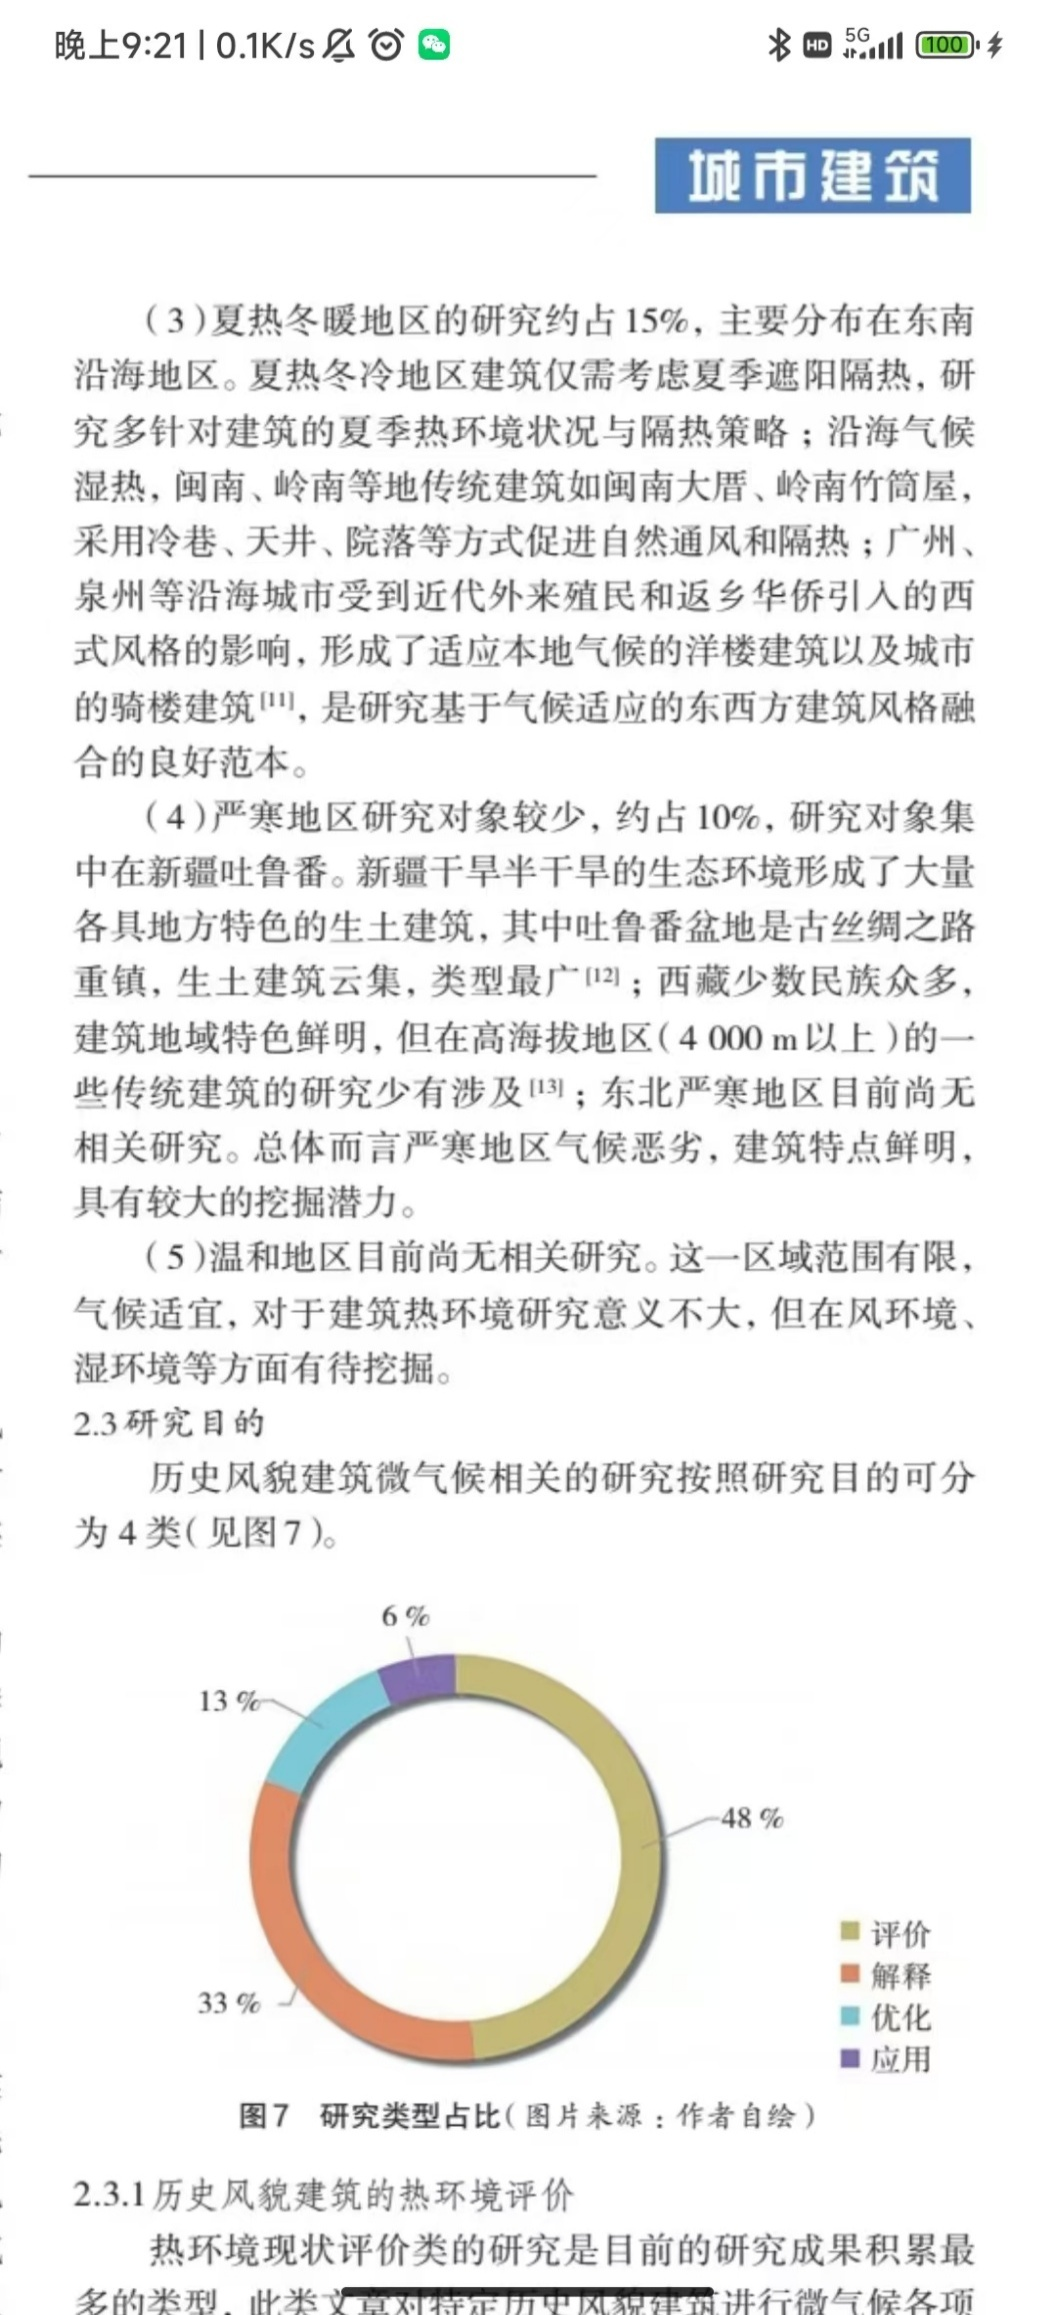 晚上9:21 | 0.1K/s
HD 5G 100
城市建筑
（3）夏热冬暖地区的研究约占15%，主要分布在东南
沿海地区。夏热冬冷地区建筑仅需考虑夏季遮阳隔热，研
究多针对建筑的夏季热环境状况与隔热策略；沿海气候
湿热，闽南、岭南等地传统建筑如闽南大厝、岭南竹筒屋，
采用冷巷、天井、院落等方式促进自然通风和隔热；广州、
泉州等沿海城市受到近代外来殖民和返乡华侨引入的西
式风格的影响，形成了适应本地气候的洋楼建筑以及城市
的骑楼建筑[11]，是研究基于气候适应的东西方建筑风格融
合的良好范本。
（4）严寒地区研究对象较少，约占10%，研究对象集
中在新疆吐鲁番。新疆干旱半干旱的生态环境形成了大量
各具地方特色的生土建筑，其中吐鲁番盆地是古丝绸之路
重镇，生土建筑云集，类型最广[12]；西藏少数民族众多，
建筑地域特色鲜明，但在高海拔地区（4 000 m以上）的一
些传统建筑的研究少有涉及[13]；东北严寒地区目前尚无
相关研究。总体而言严寒地区气候恶劣，建筑特点鲜明，
具有较大的挖掘潜力。
（5）温和地区目前尚无相关研究。这一区域范围有限，
气候适宜，对于建筑热环境研究意义不大，但在风环境、
湿环境等方面有待挖掘。
2.3研究目的
历史风貌建筑微气候相关的研究按照研究目的可分
为4类（见图7）。
6 %
13 %
48 %
33 %
评价
解释
优化
应用
图7 研究类型占比（图片来源：作者自绘）
2.3.1历史风貌建筑的热环境评价
热环境现状评价类的研究是目前的研究成果积累最
多的类型，此类文章对特定历史风貌建筑进行微气候各项